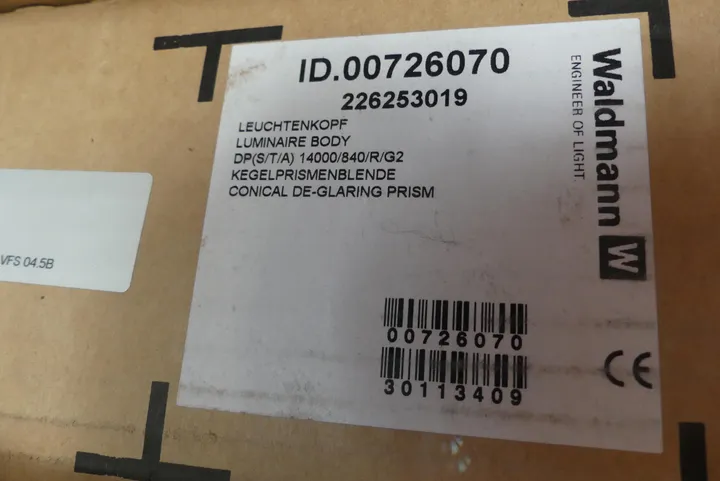 ID.00726070
226253019
LEUCHTENKOPF
LUMINAIRE BODY
DP(S/T/A) 14000/840/R/G2
KEGELPRISMENBLENDE
CONICAL DE-GLARING PRISM
Waldmann W
ENGINEER OF LIGHT.
VFS 04.5B
00726070
30113409
CE